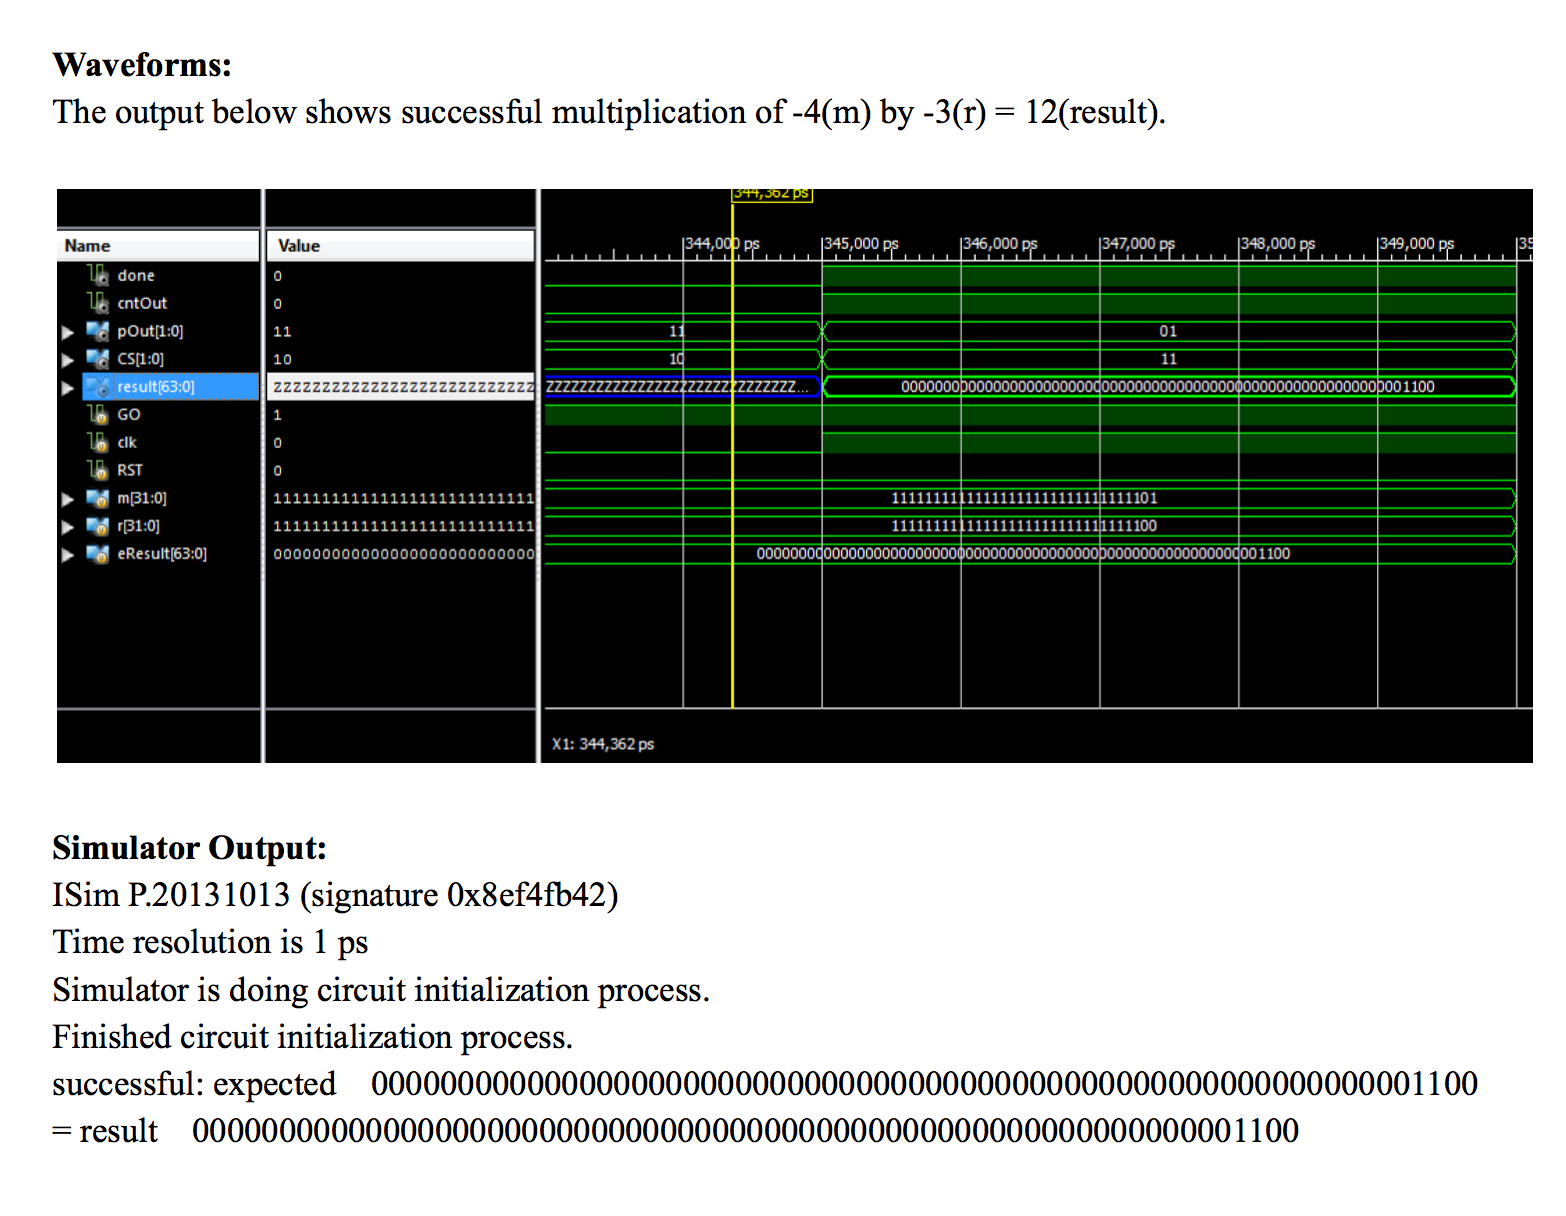 Waveforms:
The output below shows successful multiplication of -4(m) by -3(r) = 12(result).
344,362 ps
344,000 ps 345,000 ps 346,000 ps 347,000 ps 348,000 ps 349,000 ps 35
Name Value
done 0
cntOut 0
pOut[1:0] 11 11 01
CS[1:0] 10 10 11
result[63:0] ZZZZZZZZZZZZZZZZZZZZZZZZZZZ ZZZZZZZZZZZZZZZZZZZZZZZZZZZZZZ... 0000000000000000000000000000000000000000000000000000000000001100
GO 1
clk 0
RST 0
m[31:0] 111111111111111111111111111 11111111111111111111111111111101
r[31:0] 111111111111111111111111111 11111111111111111111111111111100
eResult[63:0] 000000000000000000000000000 0000000000000000000000000000000000000000000000000000000000001100
X1: 344,362 ps
Simulator Output:
ISim P.20131013 (signature 0x8ef4fb42)
Time resolution is 1 ps
Simulator is doing circuit initialization process.
Finished circuit initialization process.
successful: expected 0000000000000000000000000000000000000000000000000000000000001100
= result 0000000000000000000000000000000000000000000000000000000000001100